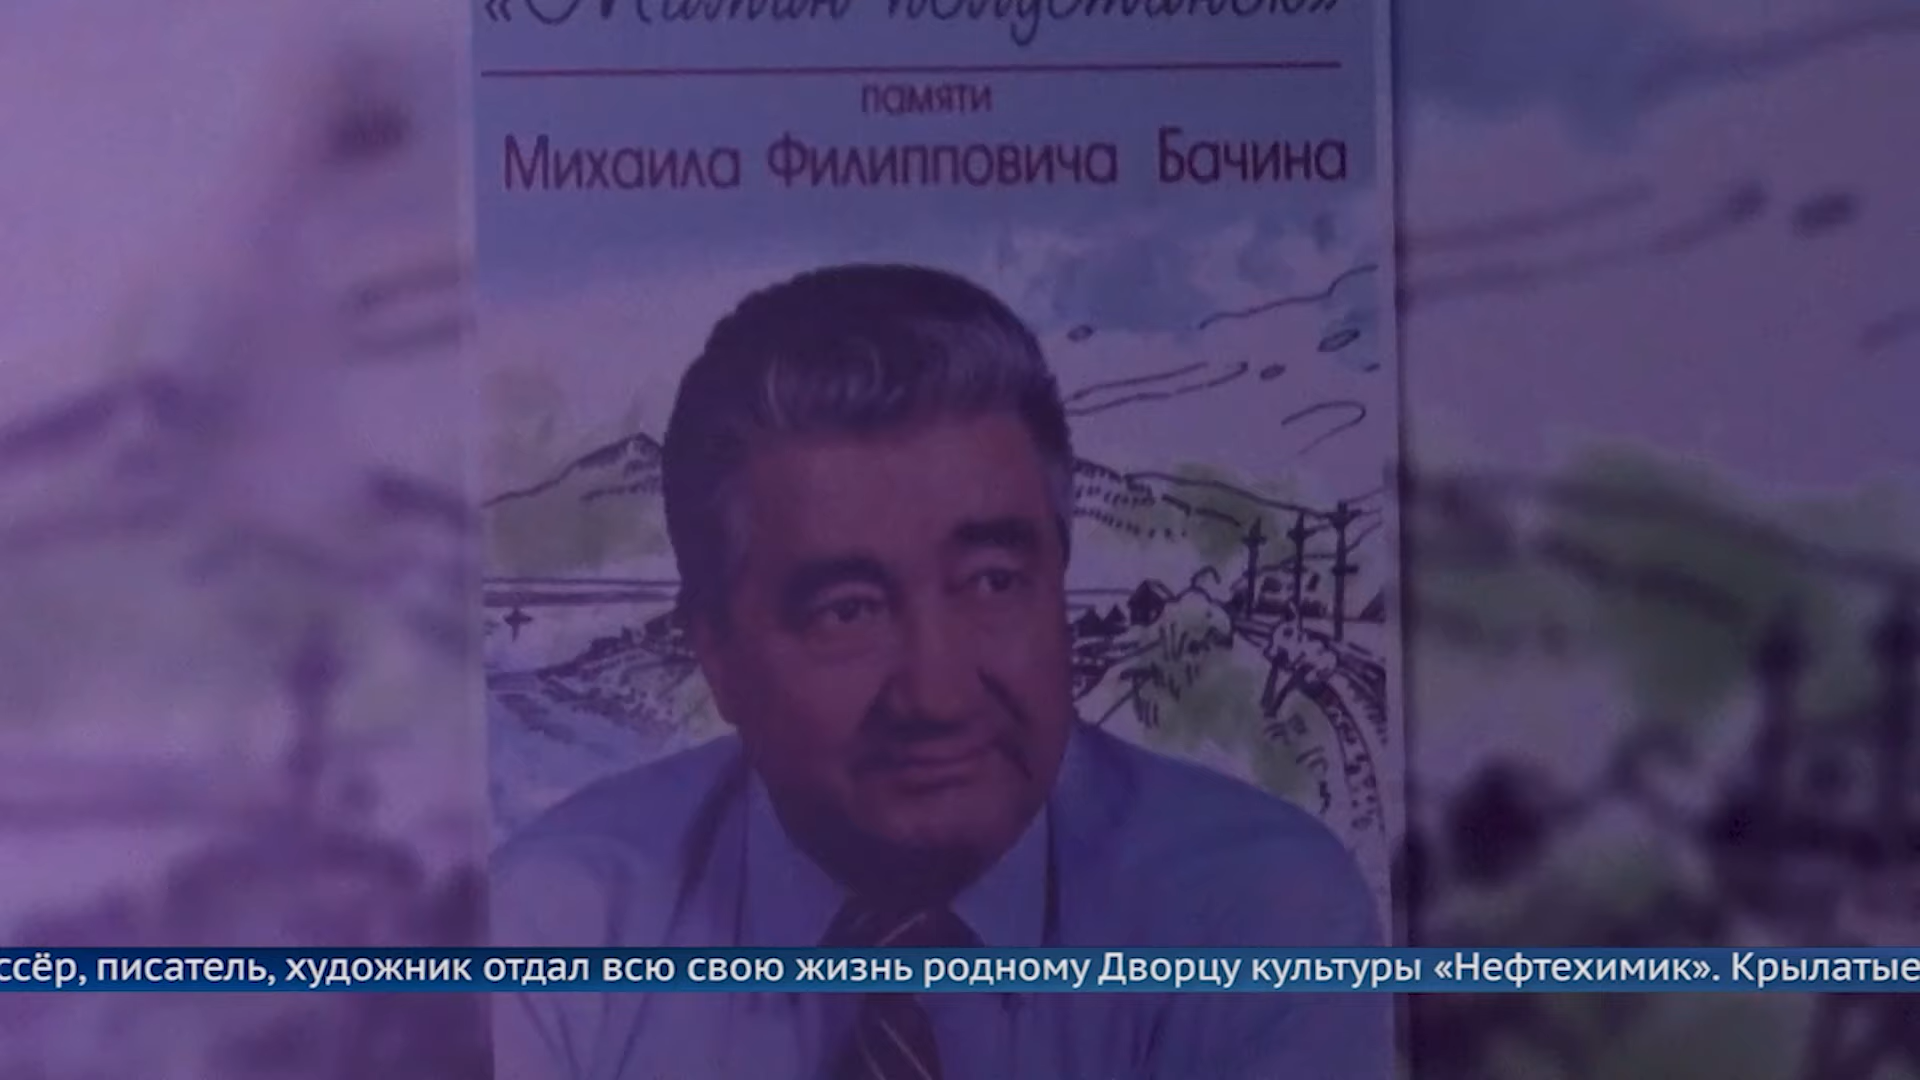 памяти
Михаила Филипповича Бачина
ссёр, писатель, художник отдал всю свою жизнь родному Дворцу культуры «Нефтехимик». Крылатые